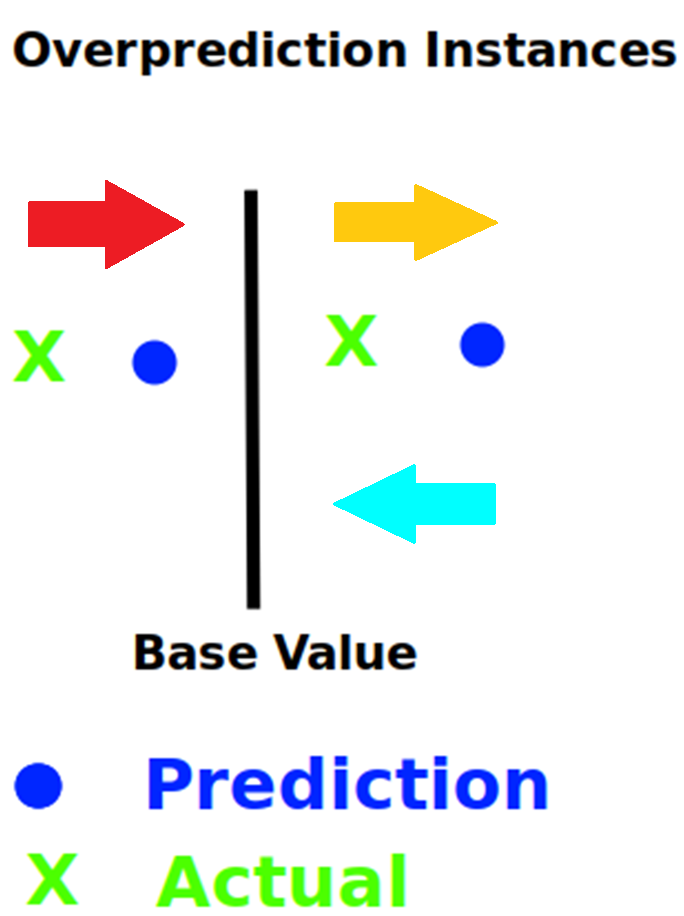 Overprediction Instances
X
X
Base Value
Prediction
X Actual